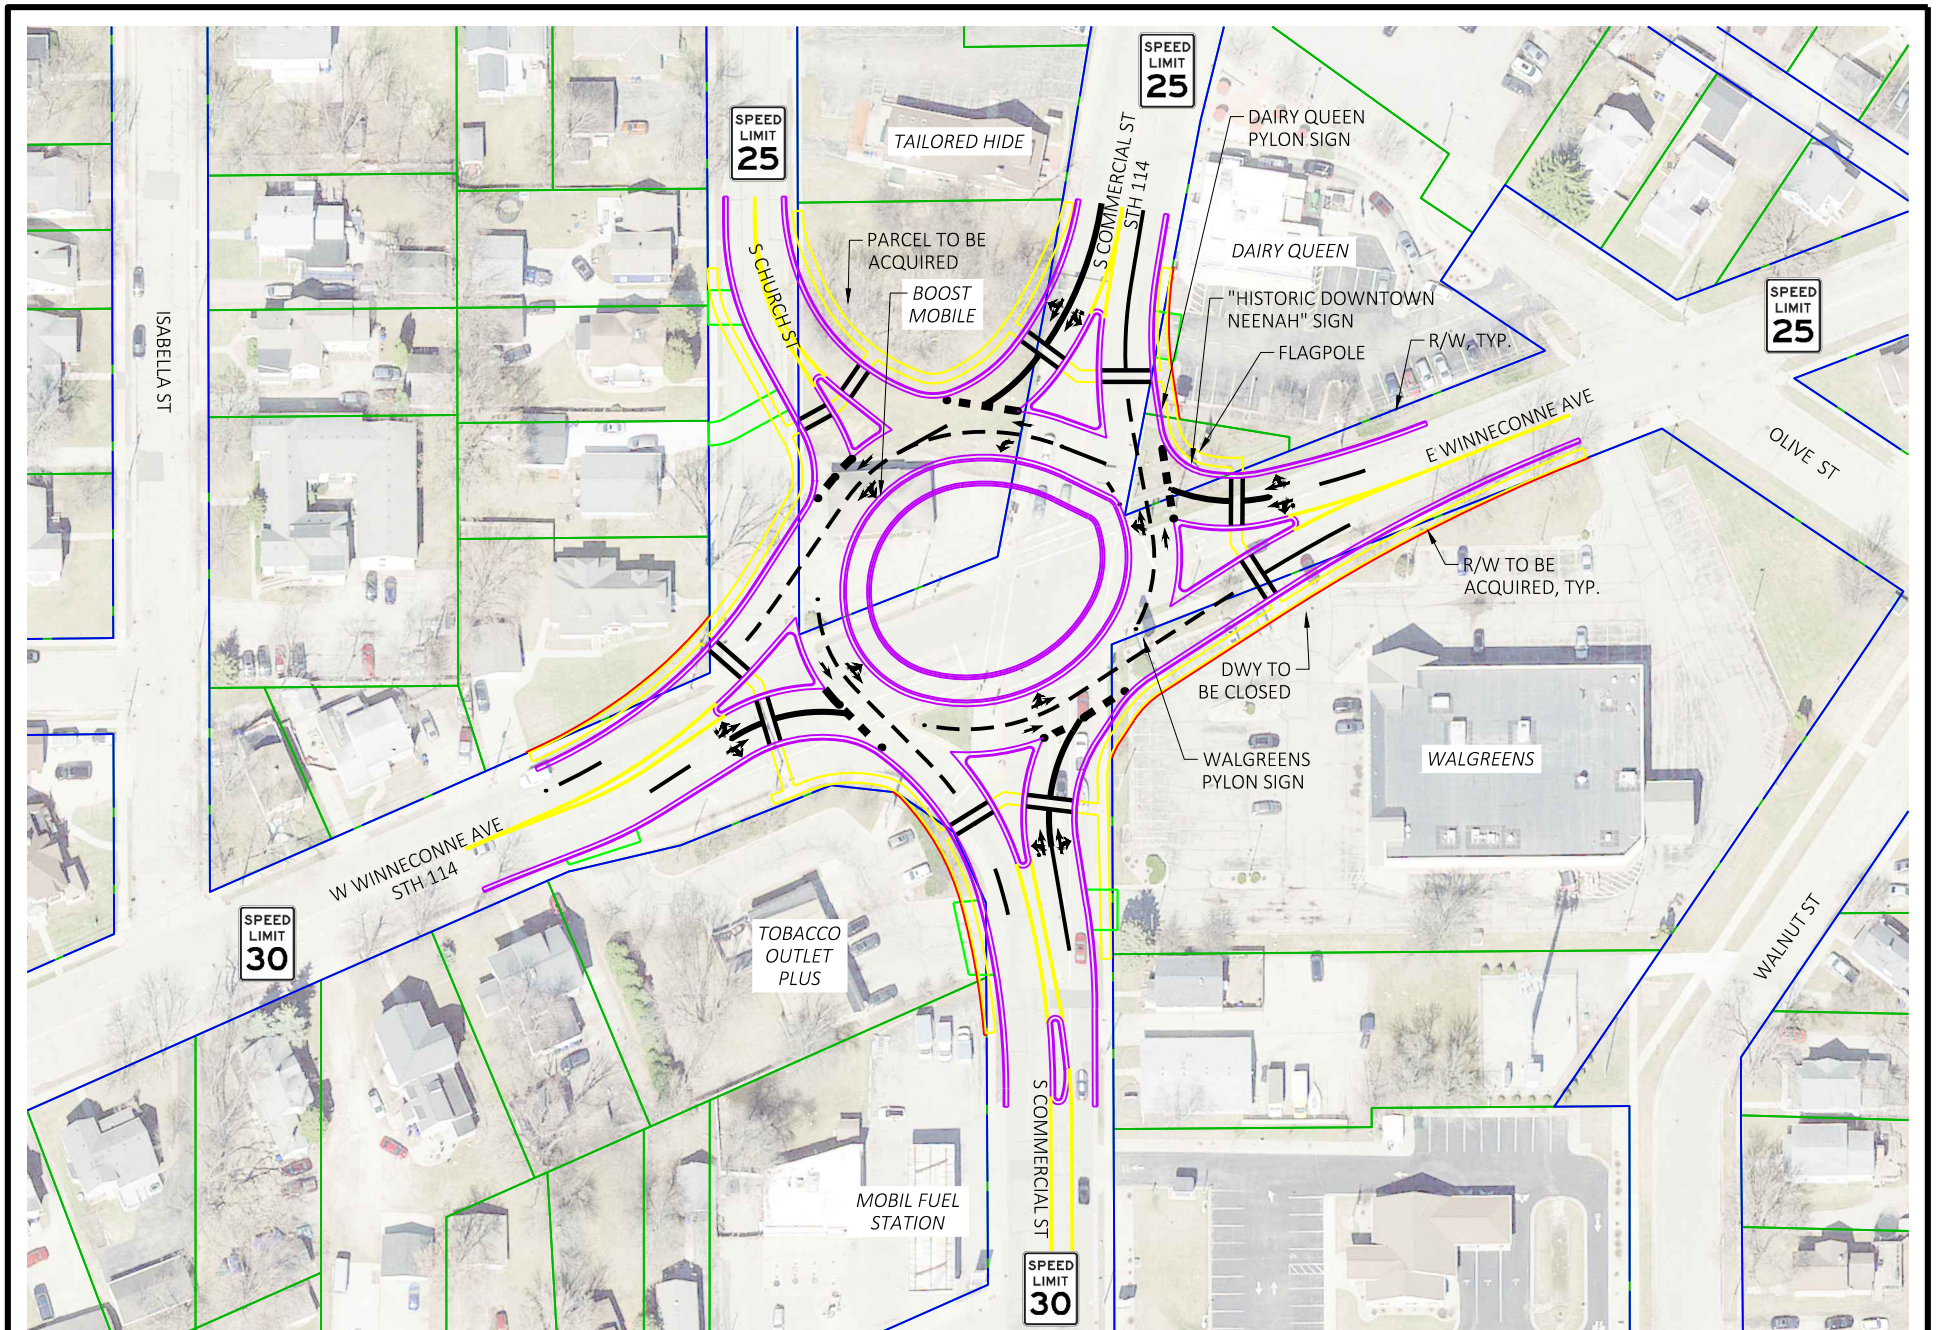 SPEED
LIMIT
25
SPEED
LIMIT
25
TAILORED HIDE
S COMMERCIAL ST
STH 114
DAIRY QUEEN
PYLON SIGN
PARCEL TO BE
ACQUIRED
BOOST
MOBILE
S CHURCH ST
DAIRY QUEEN
"HISTORIC DOWNTOWN
NEENAH" SIGN
FLAGPOLE
R/W, TYP.
SPEED
LIMIT
25
ISABELLA ST
E WINNECONNE AVE
OLIVE ST
R/W TO BE
ACQUIRED, TYP.
DWY TO
BE CLOSED
WALGREENS
PYLON SIGN
WALGREENS
W WINNECONNE AVE
STH 114
SPEED
LIMIT
30
TOBACCO
OUTLET
PLUS
WALNUT ST
MOBIL FUEL
STATION
S COMMERCIAL ST
SPEED
LIMIT
30